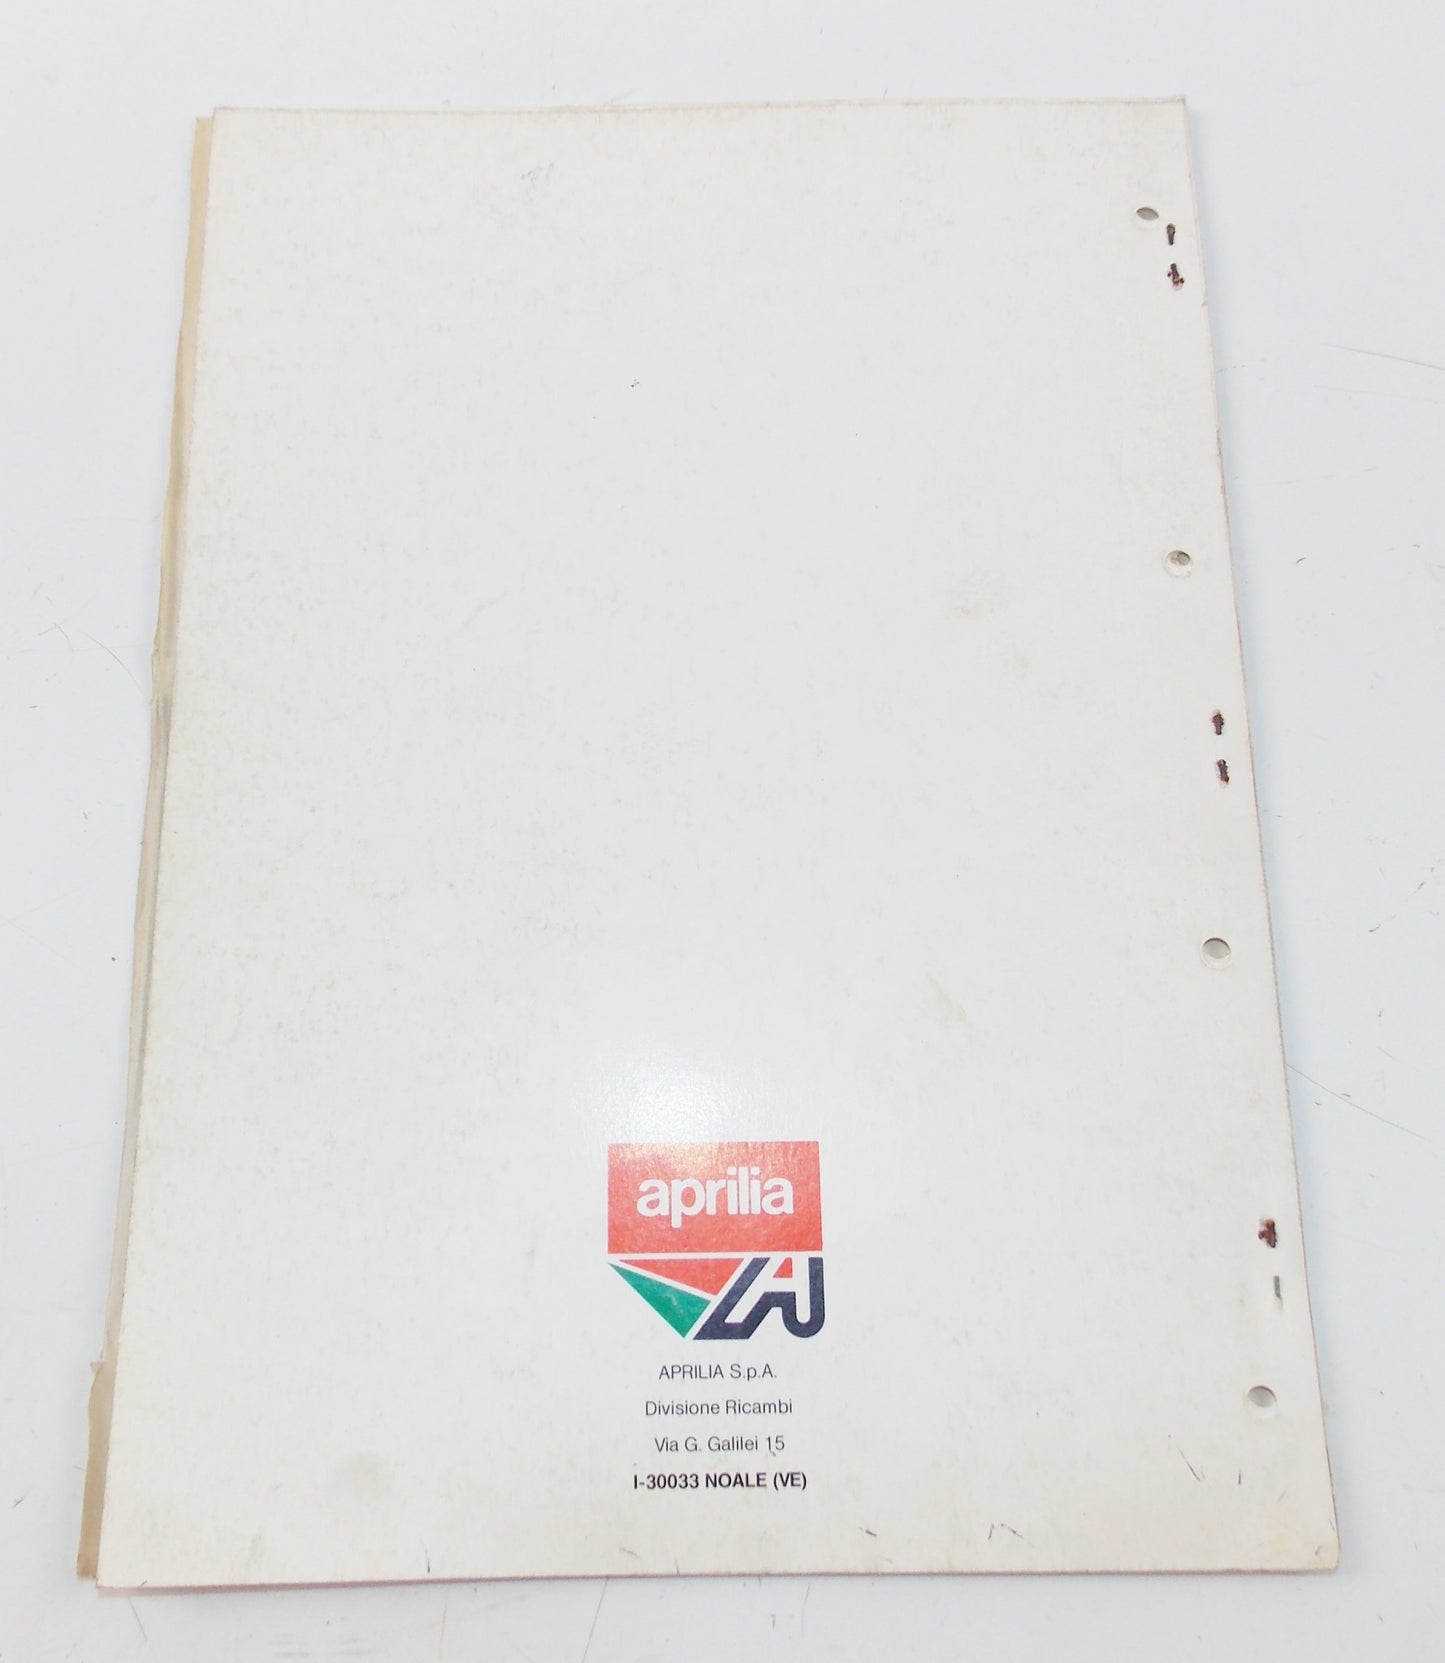 aprilia
APRILIA S.p.A.
Divisione Ricambi
Via G. Galilei 15
I-30033 NOALE (VE)